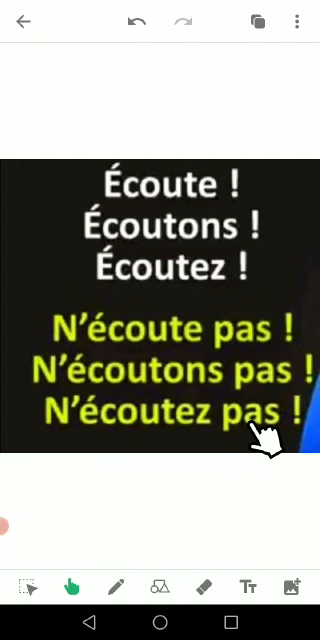 Écoute !
Écoutons !
Écoutez !
N'écoute pas !
N'écoutons pas !
N'écoutez pas !